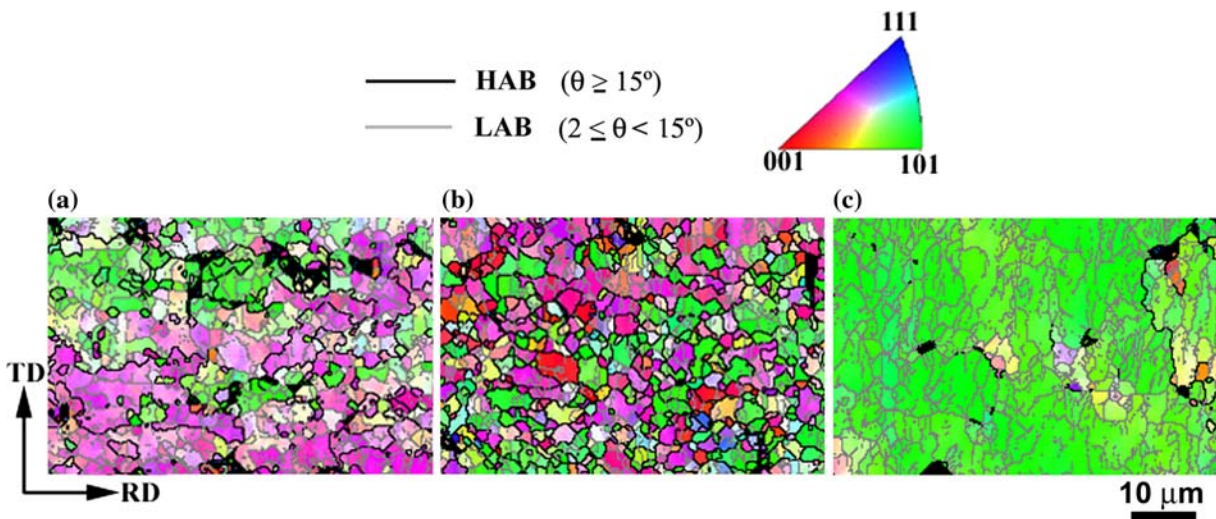 111
HAB (θ ≥ 15º)
LAB (2 ≤ θ < 15º)
001
101
(a)
(b)
(c)
TD
RD
10 μm